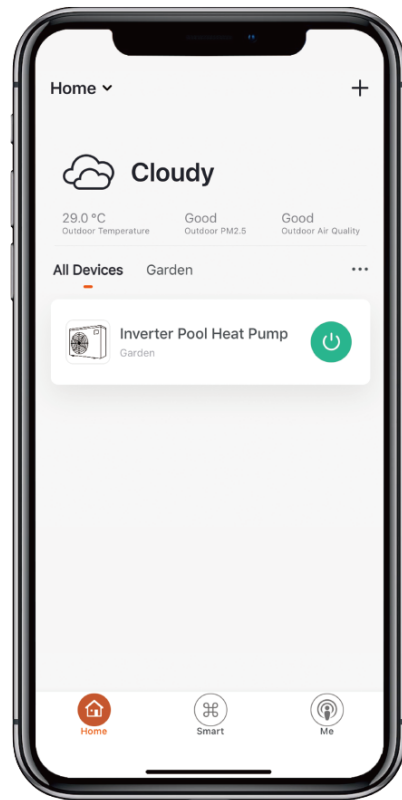 Home
Cloudy
29.0 °C Good Good
Outdoor Temperature Outdoor PM2.5 Outdoor Air Quality
All Devices Garden
Inverter Pool Heat Pump
Garden
Home Smart Me